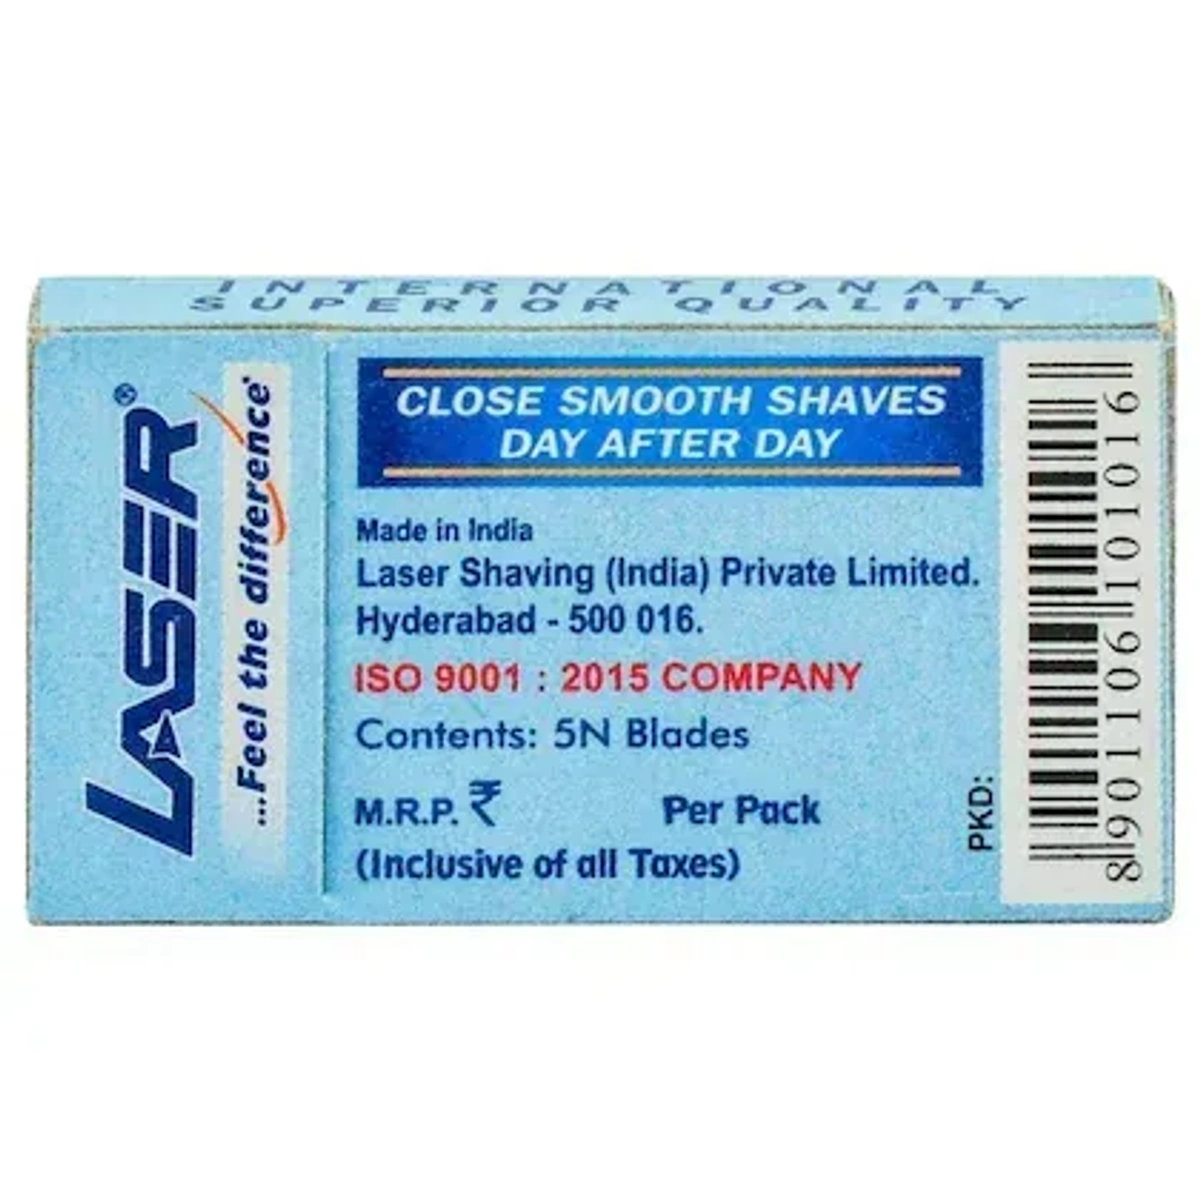 INTERNATIONAL
SUPERIOR QUALITY
LASER®
....Feel the difference
CLOSE SMOOTH SHAVES
DAY AFTER DAY
Made in India
Laser Shaving (India) Private Limited.
Hyderabad - 500 016.
ISO 9001 : 2015 COMPANY
Contents: 5N Blades
M.R.P. ₹ Per Pack
(Inclusive of all Taxes)
PKD:
8901106101016